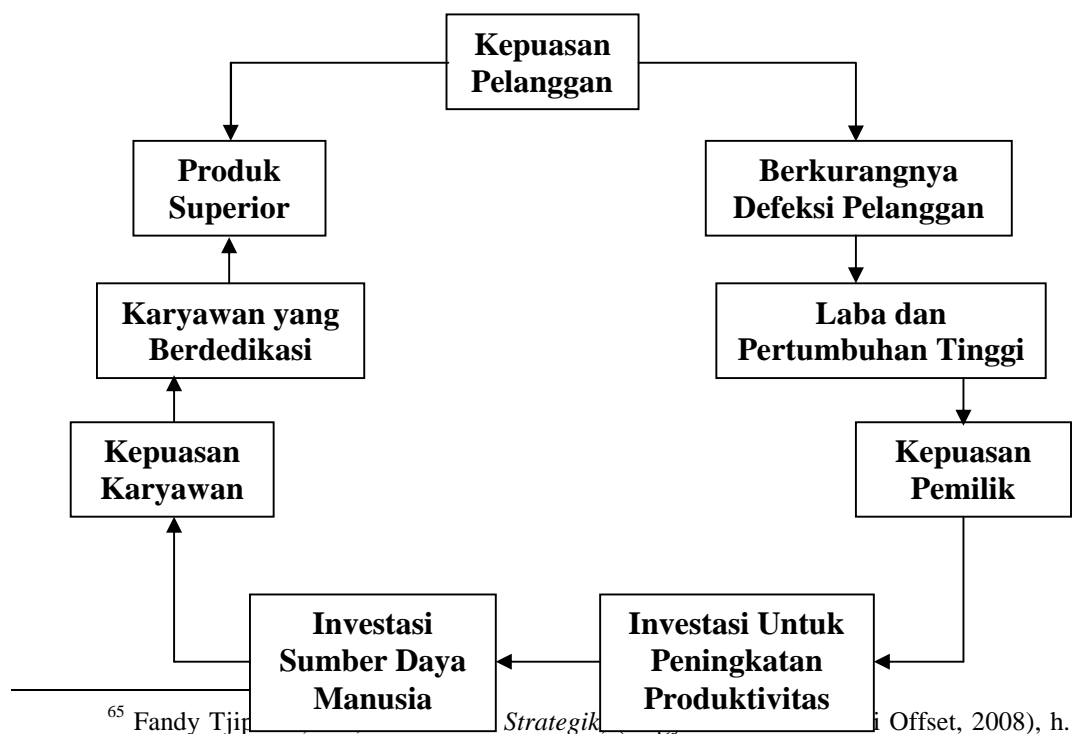 Kepuasan
Pelanggan
Produk
Superior
Berkurangnya
Defeksi Pelanggan
Karyawan yang
Berdedikasi
Laba dan
Pertumbuhan Tinggi
Kepuasan
Karyawan
Kepuasan
Pemilik
Investasi
Sumber Daya
Manusia
Investasi Untuk
Peningkatan
Produktivitas
65 Fandy Strategik, Offset, 2008), h.